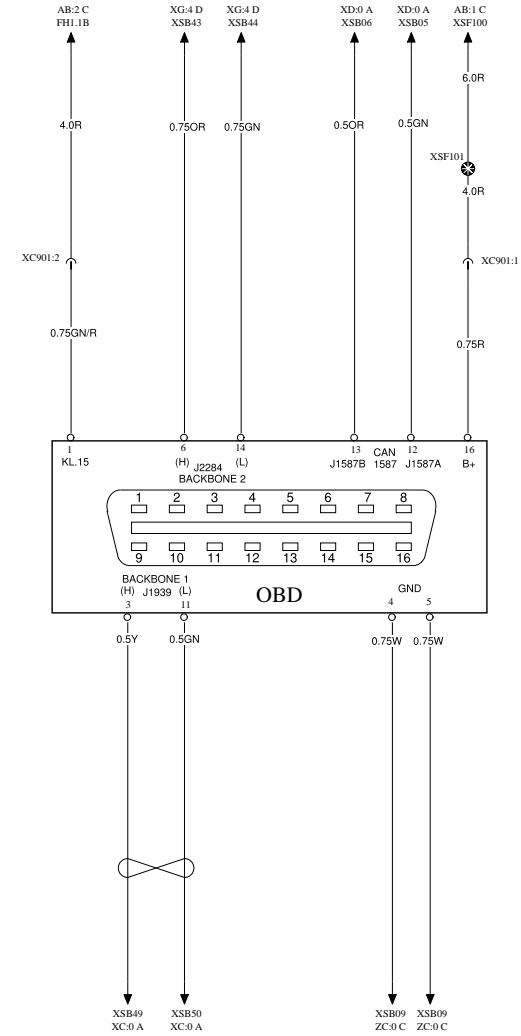 AB:2 C XG:4 D XG:4 D XD:0 A XD:0 A AB:1 C
FH1.1B XSB43 XSB44 XSB06 XSB05 XSF100
6.0R
4.0R 0.75OR 0.75GN 0.5OR 0.5GN
XSF101
4.0R
XC901:2 XC901:1
0.75GN/R 0.75R
1 6 14 13 12 16
KL.15 (H) J2284 (L) J1587B CAN 1587 J1587A B+
BACKBONE 2
1 2 3 4 5 6 7 8
9 10 11 12 13 14 15 16
BACKBONE 1
(H) J1939 (L) OBD GND
3 11 4 5
0.5Y 0.5GN 0.75W 0.75W
XSB49 XSB50 XSB09 XSB09
XC:0 A XC:0 A ZC:0 C ZC:0 C